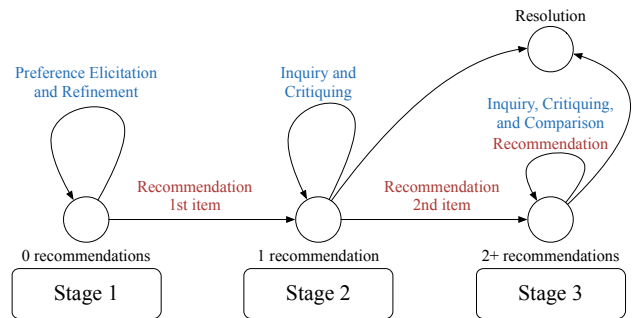 Resolution
Preference Elicitation
and Refinement
Inquiry and
Critiquing
Inquiry, Critiquing,
and Comparison
Recommendation
Recommendation
1st item
Recommendation
2nd item
0 recommendations
1 recommendation
2+ recommendations
Stage 1
Stage 2
Stage 3